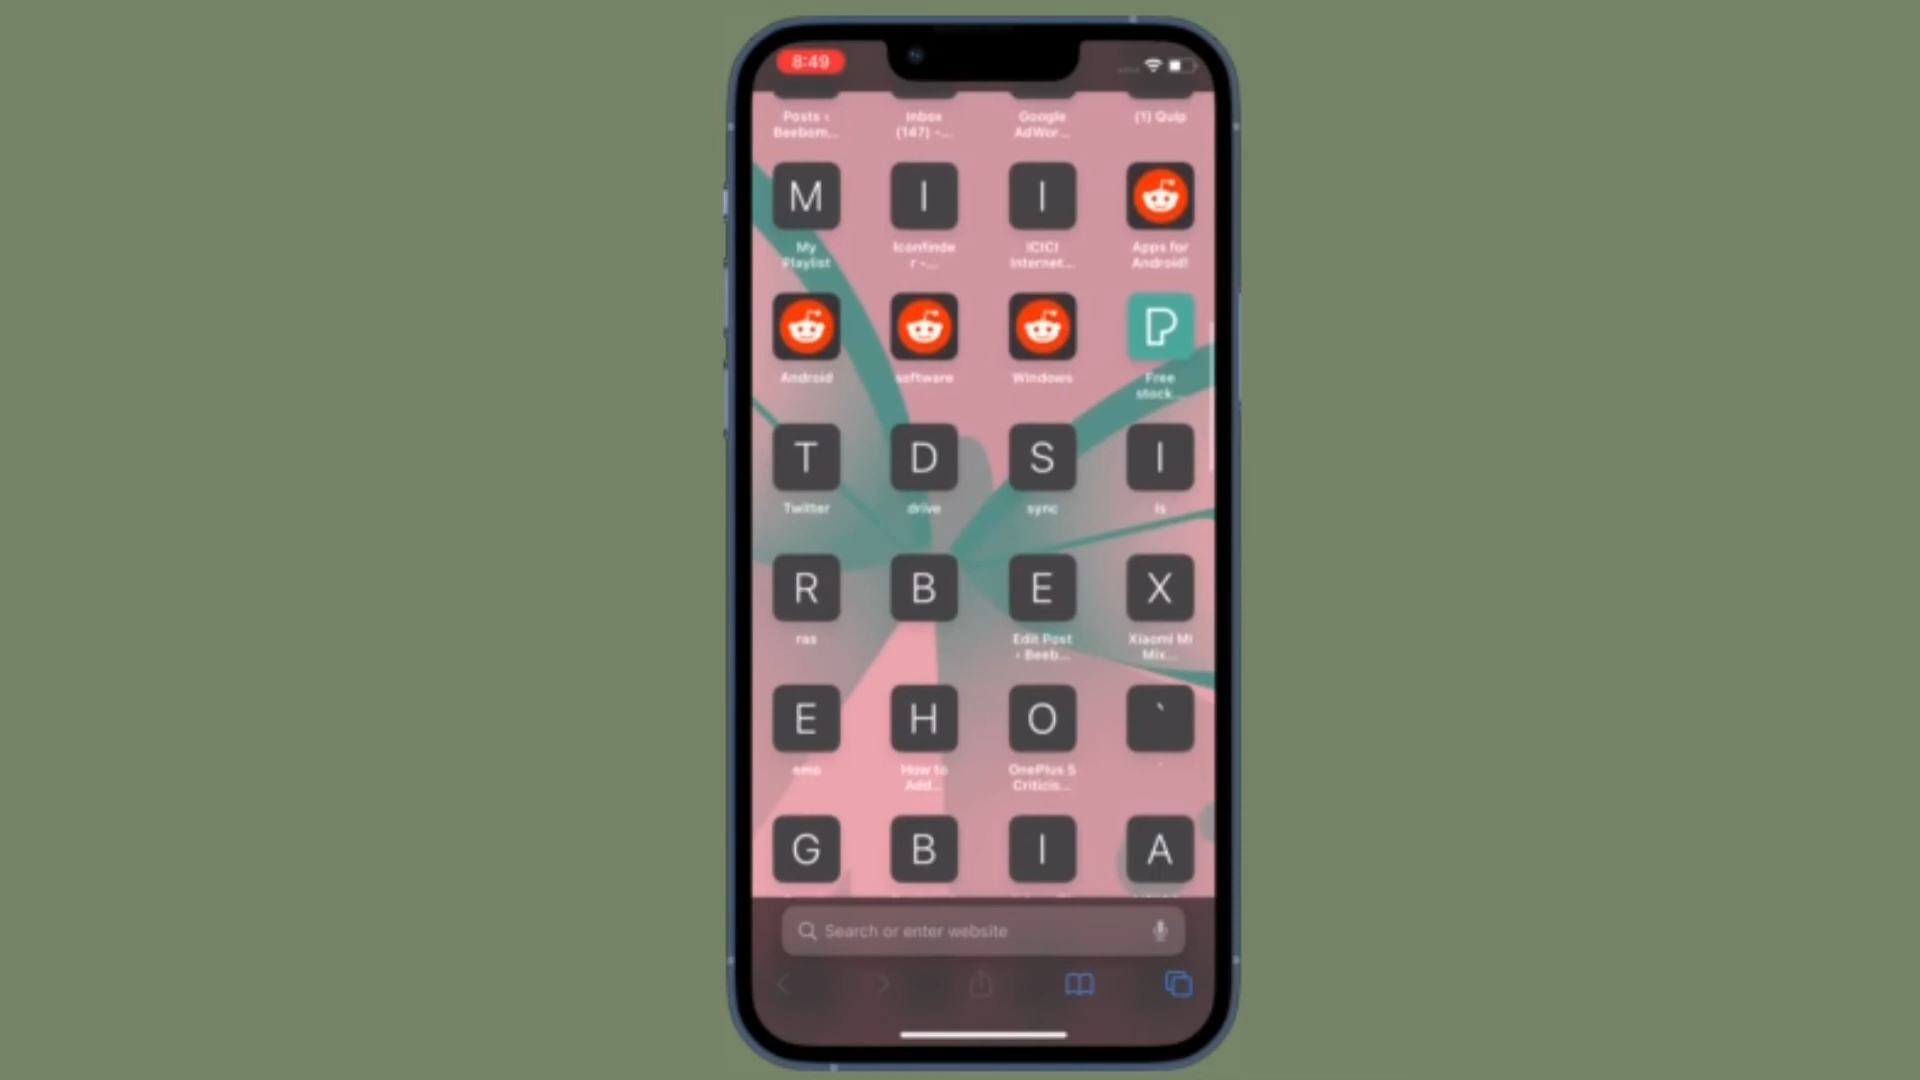 8:49
Posts ‹ Inbox Google (1) Quip
Beebom... (147) -... AdWor...
M I I
My Iconfinde ICICI Apps for
Playlist r -... Internet... Android!
P
Android software Windows Free
stock...
T D S I
Twitter drive sync is
R B E X
ras Edit Post Xiaomi Mi
‹ Beeb... Mix...
E H O `
emo How to OnePlus 5
Add... Criticis...
G B I A
Search or enter website